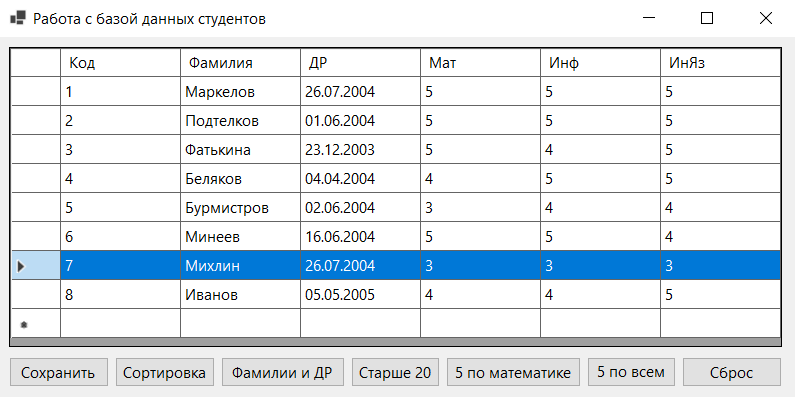 Работа с базой данных студентов
Код Фамилия ДР Мат Инф ИнЯз
1 Маркелов 26.07.2004 5 5 5
2 Подтелков 01.06.2004 5 5 5
3 Фатькина 23.12.2003 5 4 5
4 Беляков 04.04.2004 4 5 5
5 Бурмистров 02.06.2004 3 4 4
6 Минеев 16.06.2004 5 5 4
7 Михлин 26.07.2004 3 3 3
8 Иванов 05.05.2005 4 4 5
Сохранить Сортировка Фамилии и ДР Старше 20 5 по математике 5 по всем Сброс